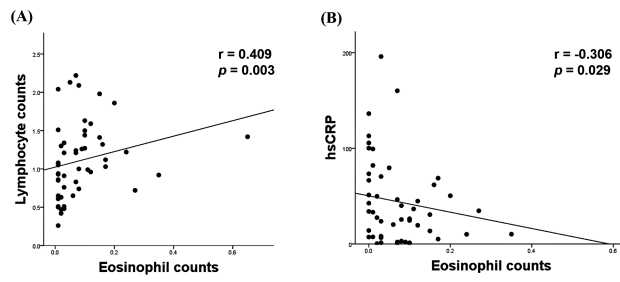 (A)
r = 0.409
p = 0.003
Lymphocyte counts
2.5
2.0
1.5
1.0
0.5
0.0
0.0 0.2 0.4 0.6
Eosinophil counts
(B)
r = -0.306
p = 0.029
hsCRP
200
100
0
0.0 0.2 0.4 0.6
Eosinophil counts